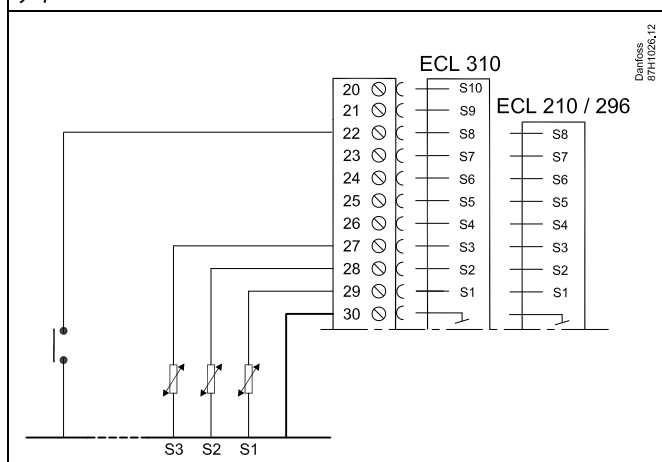 Danfoss
87H1026.12
ECL 310
ECL 210 / 296
20 S10
21 S9
22 S8 S8
23 S7 S7
24 S6 S6
25 S5 S5
26 S4 S4
27 S3 S3
28 S2 S2
29 S1 S1
30
S3 S2 S1